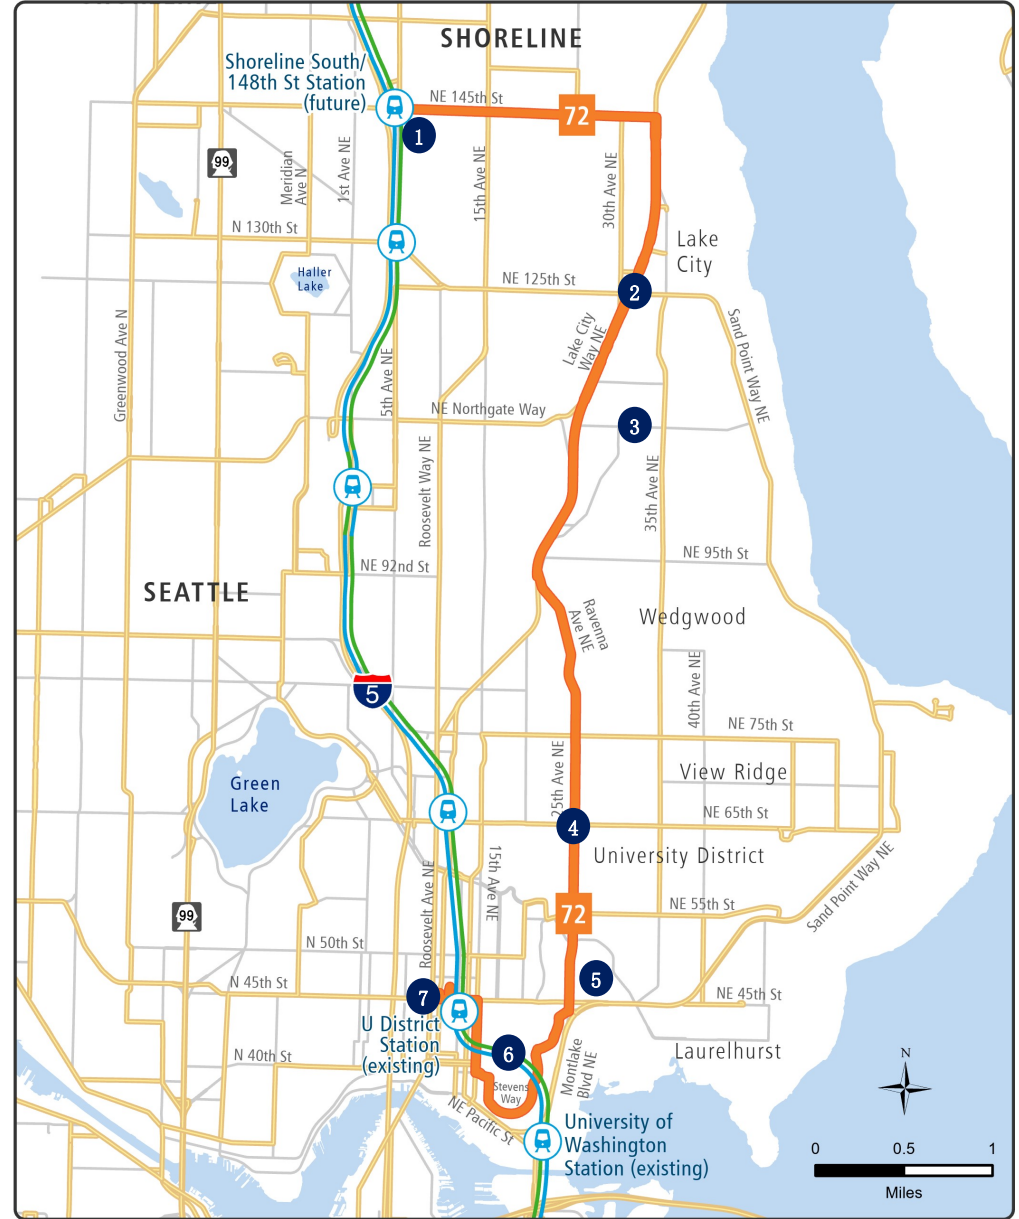 SHORELINE
Shoreline South/
148th St Station
(future)
NE 145th St
72
1
99
Meridian
Ave N
1st Ave NE
15th Ave NE
30th Ave NE
N 130th St
Lake
City
Haller
Lake
NE 125th St
2
Greenwood Ave N
Lake City
Way NE
Sand Point Way NE
5th Ave NE
NE Northgate Way
3
Roosevelt Way NE
35th Ave NE
NE 95th St
NE 92nd St
SEATTLE
Ravenna
Ave NE
Wedgwood
40th Ave NE
5
NE 75th St
25th Ave NE
View Ridge
Green
Lake
NE 65th St
4
University District
Sand Point Way NE
15th Ave NE
Roosevelt Ave NE
72
NE 55th St
99
N 50th St
5
N 45th St
7
NE 45th St
U District
Station
(existing)
N 40th St
6
Laurelhurst
Montlake
Blvd NE
Stevens
Way
NE Pacific St
N
University of
Washington
Station (existing)
0 0.5 1
Miles